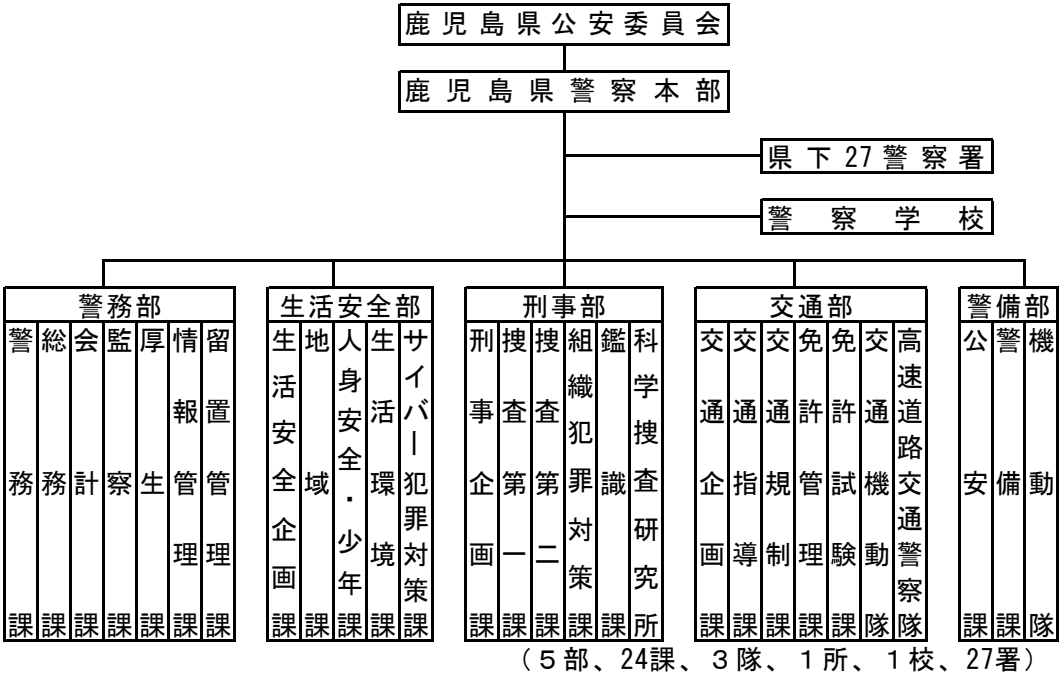 鹿児島県公安委員会
鹿児島県警察本部
県下27警察署
警察学校
警務部
警務課
総務課
会計課
監察課
厚生課
情報管理課
留置管理課
生活安全部
生活安全企画課
地域課
人身安全・少年課
生活環境課
サイバー犯罪対策課
刑事部
刑事企画課
捜査第一課
捜査第二課
組織犯罪対策課
鑑識課
科学捜査研究所
交通部
交通企画課
交通指導課
交通規制課
免許管理課
免許試験課
交通機動隊
高速道路交通警察隊
警備部
公安課
警備課
機動隊
（５部、24課、３隊、１所、１校、27署）